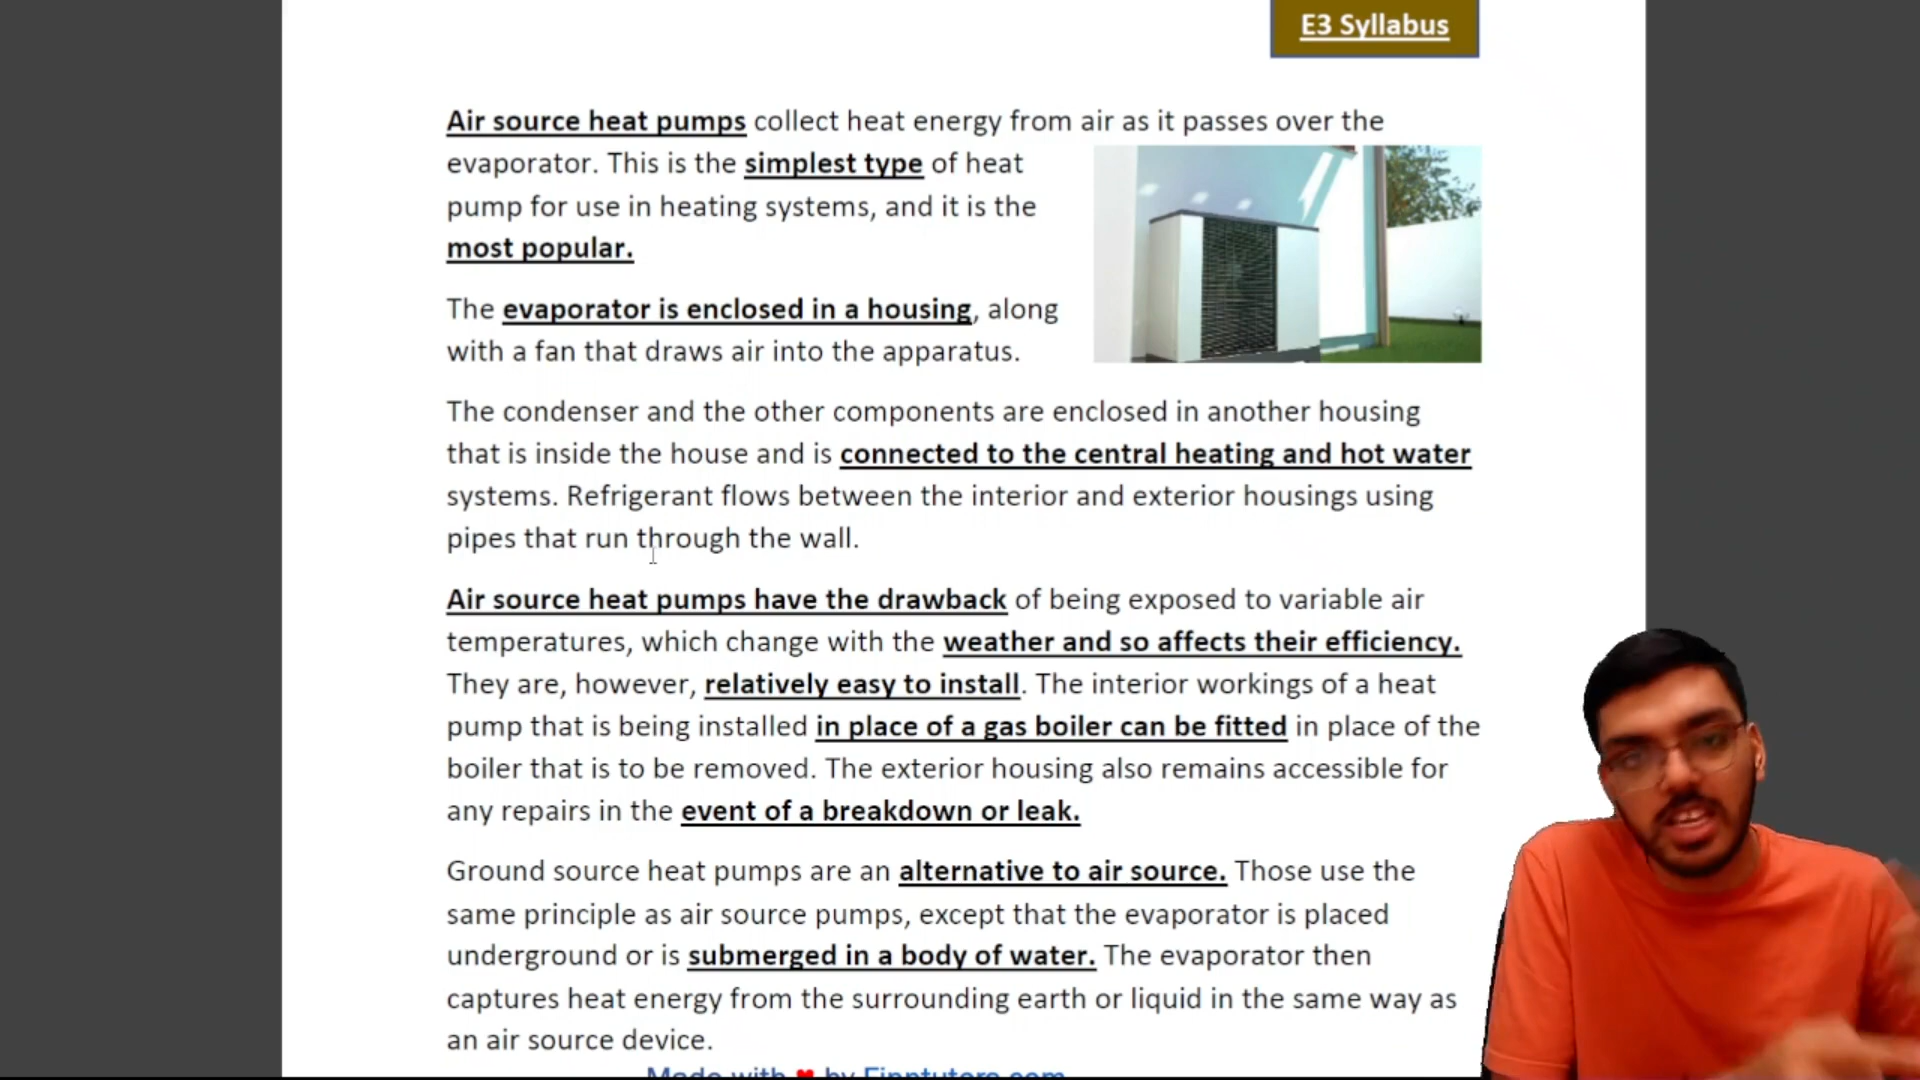 E3 Syllabus
Air source heat pumps collect heat energy from air as it passes over the
evaporator. This is the simplest type of heat
pump for use in heating systems, and it is the
most popular.
The evaporator is enclosed in a housing, along
with a fan that draws air into the apparatus.
The condenser and the other components are enclosed in another housing
that is inside the house and is connected to the central heating and hot water
systems. Refrigerant flows between the interior and exterior housings using
pipes that run through the wall.
Air source heat pumps have the drawback of being exposed to variable air
temperatures, which change with the weather and so affects their efficiency.
They are, however, relatively easy to install. The interior workings of a heat
pump that is being installed in place of a gas boiler can be fitted in place of the
boiler that is to be removed. The exterior housing also remains accessible for
any repairs in the event of a breakdown or leak.
Ground source heat pumps are an alternative to air source. Those use the
same principle as air source pumps, except that the evaporator is placed
underground or is submerged in a body of water. The evaporator then
captures heat energy from the surrounding earth or liquid in the same way as
an air source device.
Made with ♥ by Finntutors.com